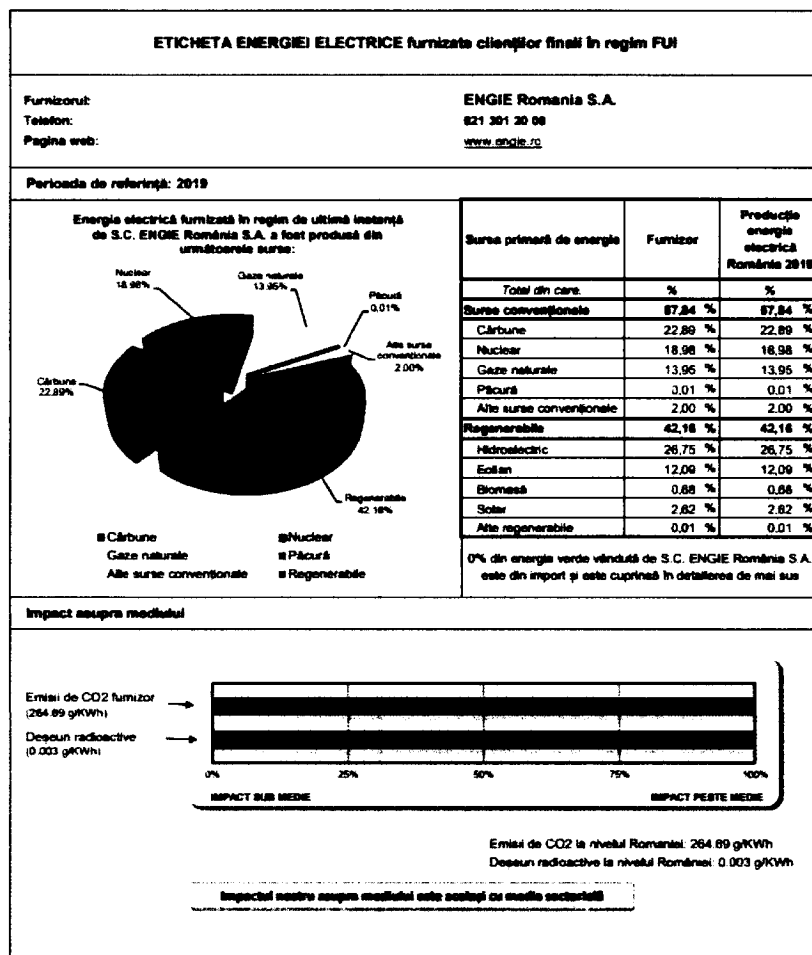 ETICHETA ENERGIEI ELECTRICE furnizate clienților finali în regim FUI
Furnizorul: ENGIE Romania S.A.
Telefon: 021 301 20 00
Pagina web: www.engie.ro
Perioada de referință: 2019
Energia electrică furnizată în regim de ultimă instanță
de S.C. ENGIE România S.A. a fost produsă din
următoarele surse:
Nuclear
18.98%
Gaze naturale
13.95%
Păcură
0.01%
Alte surse
convenționale
2.00%
Cărbune
22.89%
Regenerabile
42.16%
Cărbune Nuclear
Gaze naturale Păcură
Alte surse convenționale Regenerabile
Sursa primară de energie Furnizor Producție energie electrică România 2019
Total din care: % %
Surse convenționale 57,84 % 57,84 %
Cărbune 22,89 % 22,89 %
Nuclear 18,98 % 18,98 %
Gaze naturale 13,95 % 13,95 %
Păcură 0,01 % 0,01 %
Alte surse convenționale 2,00 % 2,00 %
Regenerabile 42,16 % 42,16 %
Hidroelectric 26,75 % 26,75 %
Eolian 12,09 % 12,09 %
Biomasă 0,68 % 0,68 %
Solar 2,62 % 2,62 %
Alte regenerabile 0,01 % 0,01 %
0% din energia verde vândută de S.C. ENGIE România S.A.
este din import și este cuprinsă în detalierea de mai sus
Impact asupra mediului
Emisii de CO2 furnizor
(264.69 g/KWh)
Deșeuri radioactive
(0.003 g/KWh)
0% 25% 50% 75% 100%
IMPACT SUB MEDIE IMPACT PESTE MEDIE
Emisii de CO2 la nivelul Romaniei: 264.69 g/KWh
Deșeuri radioactive la nivelul României: 0.003 g/KWh
Impactul nostru asupra mediului este același cu media sectorială